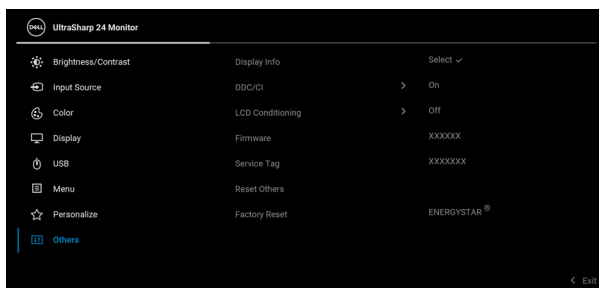 DELL UltraSharp 24 Monitor
Brightness/Contrast Display Info Select ✓
Input Source DDC/CI > On
Color LCD Conditioning > Off
Display Firmware XXXXXX
USB Service Tag XXXXXXX
Menu Reset Others
Personalize Factory Reset ENERGYSTAR ®
Others
< Exit